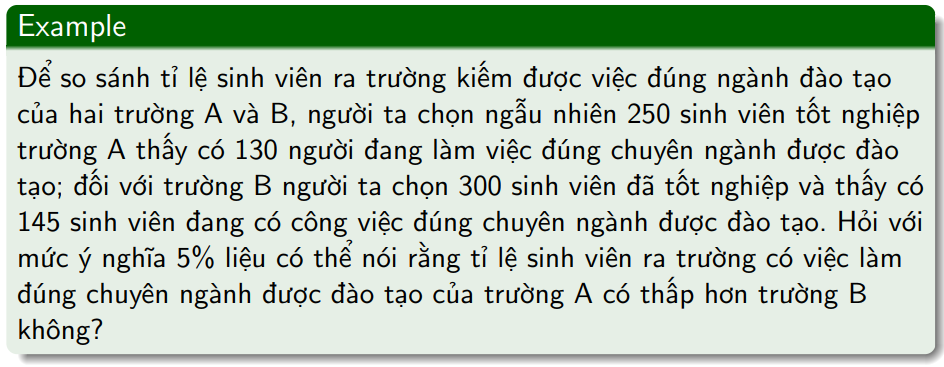 Example
Để so sánh tỉ lệ sinh viên ra trường kiếm được việc đúng ngành đào tạo
của hai trường A và B, người ta chọn ngẫu nhiên 250 sinh viên tốt nghiệp
trường A thấy có 130 người đang làm việc đúng chuyên ngành được đào
tạo; đối với trường B người ta chọn 300 sinh viên đã tốt nghiệp và thấy có
145 sinh viên đang có công việc đúng chuyên ngành được đào tạo. Hỏi với
mức ý nghĩa 5% liệu có thể nói rằng tỉ lệ sinh viên ra trường có việc làm
đúng chuyên ngành được đào tạo của trường A có thấp hơn trường B
không?